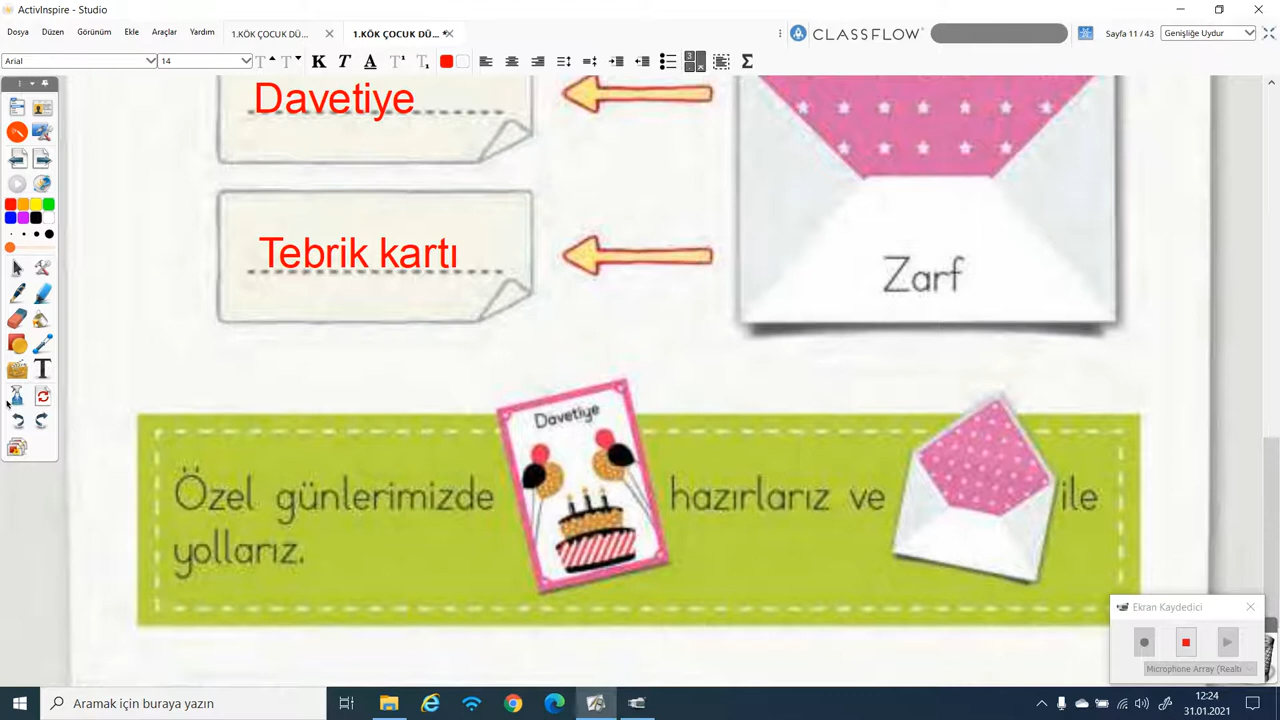 ActivInspire - Studio
Dosya Düzen Görünüm Ekle Araçlar Yardım
1.KÖK ÇOCUK DÜ...
1.KÖK ÇOCUK DÜ...
CLASSFLOW
Sayfa 11 / 43
Genişliğe Uydur
Arial
14
Davetiye
Tebrik kartı
Zarf
Davetiye
Özel günlerimizde hazırlarız ve ile
yollarız.
Ekran Kaydedici
Microphone Array (Realt
Aramak için buraya yazın
12:24
31.01.2021